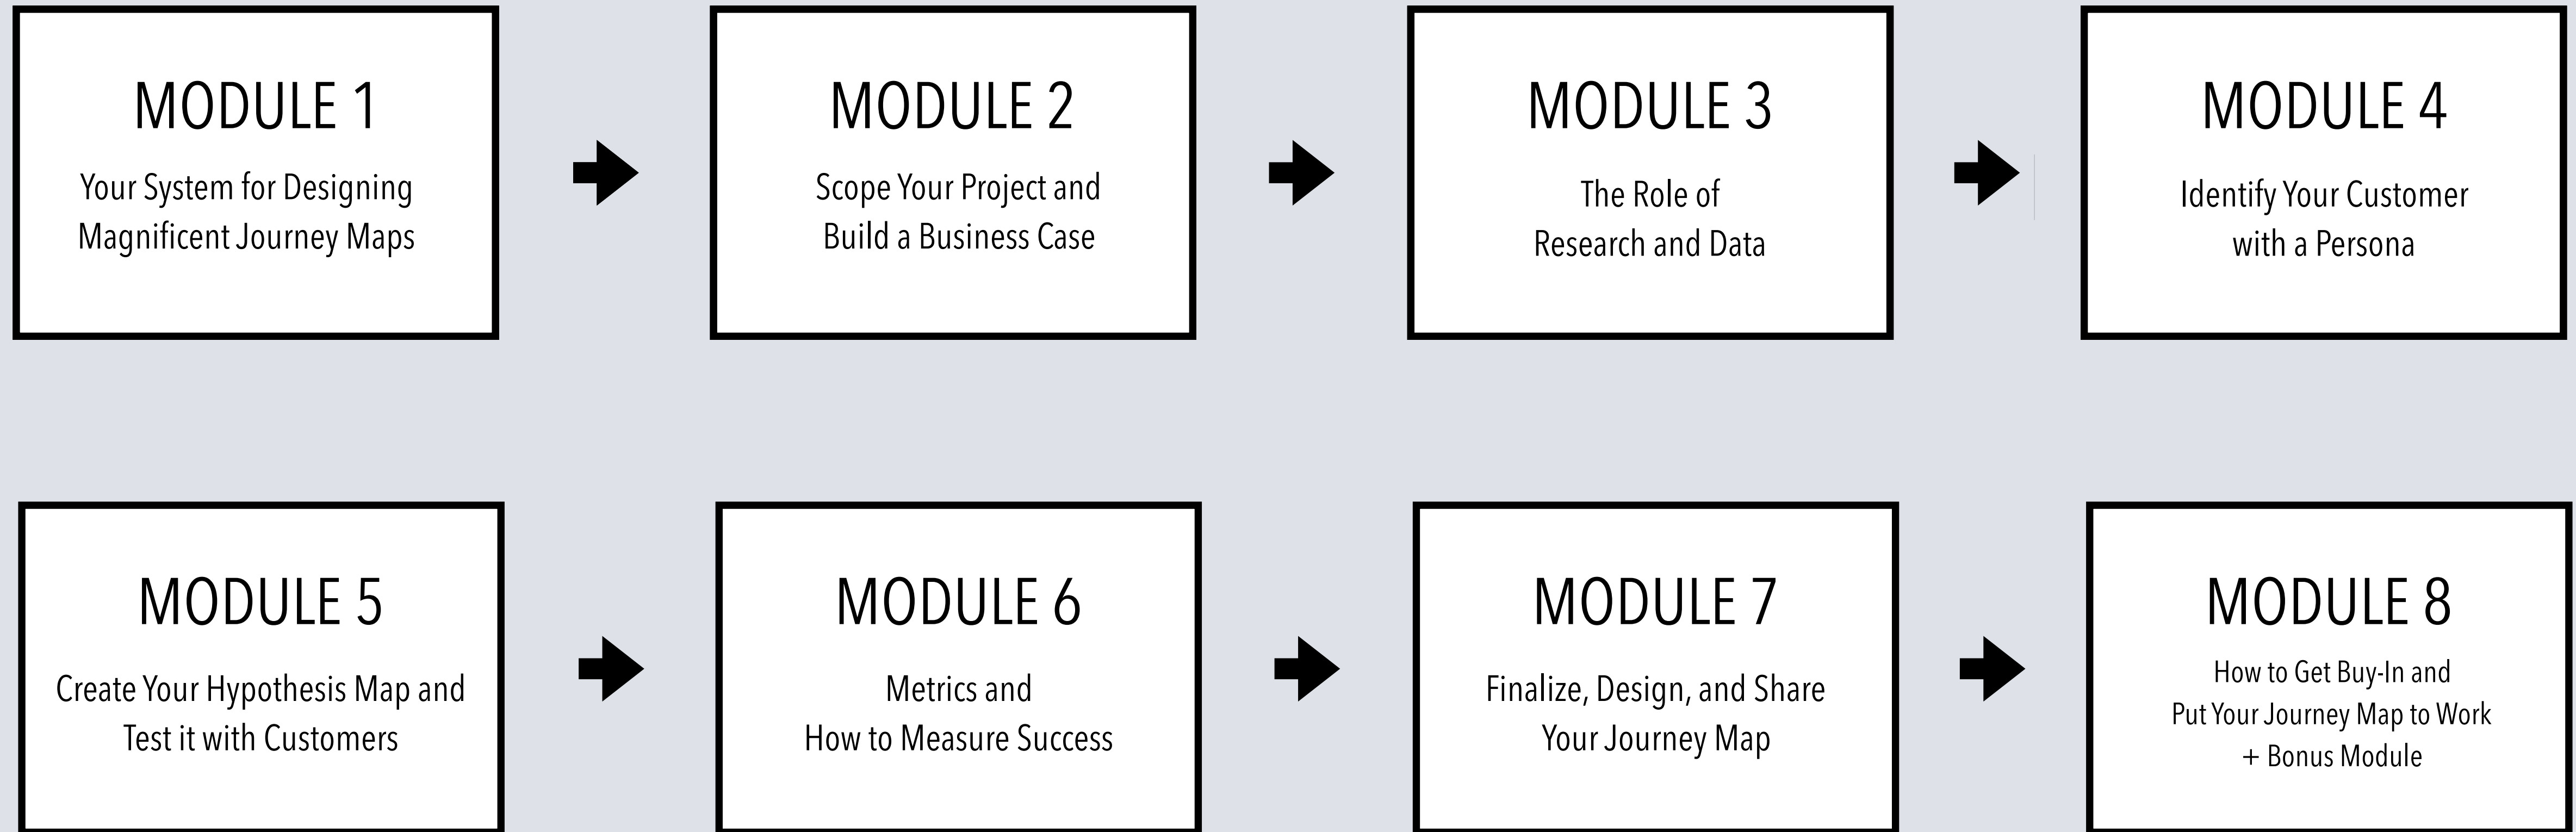 MODULE 1
Your System for Designing
Magnificent Journey Maps
MODULE 2
Scope Your Project and
Build a Business Case
MODULE 3
The Role of
Research and Data
MODULE 4
Identify Your Customer
with a Persona
MODULE 5
Create Your Hypothesis Map and
Test it with Customers
MODULE 6
Metrics and
How to Measure Success
MODULE 7
Finalize, Design, and Share
Your Journey Map
MODULE 8
How to Get Buy-In and
Put Your Journey Map to Work
+ Bonus Module